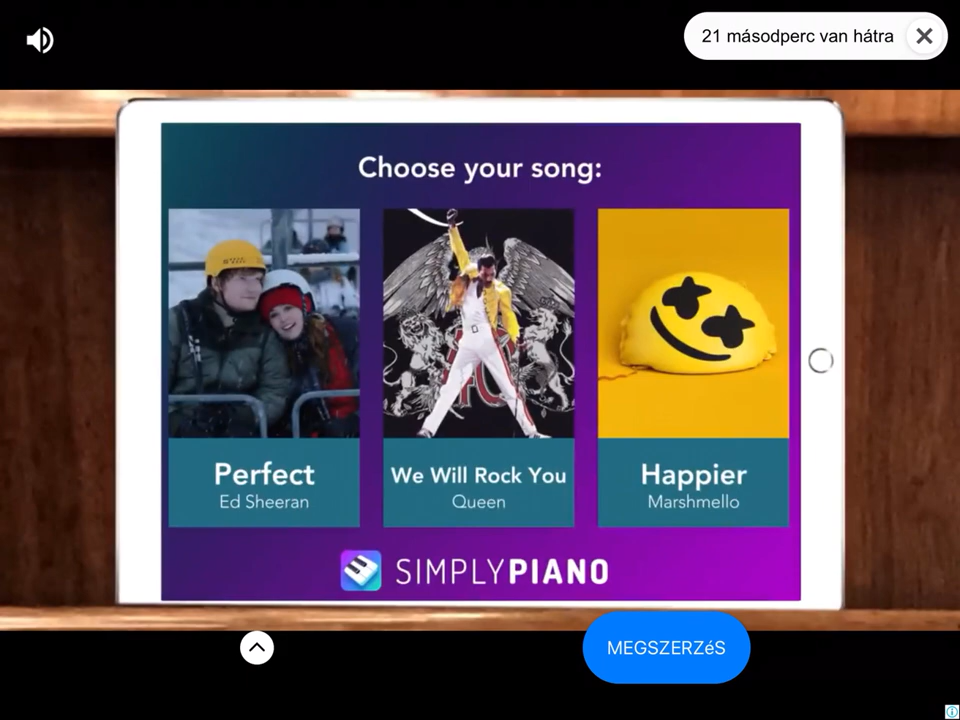 21 másodperc van hátra
Choose your song:
Perfect
Ed Sheeran
We Will Rock You
Queen
Happier
Marshmello
SIMPLYPIANO
MEGSZERZéS